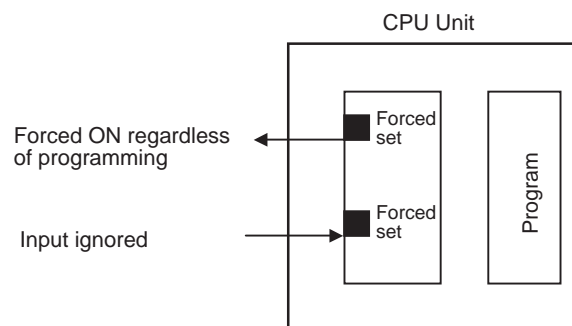 CPU Unit
Forced ON regardless
of programming
Forced
set
Input ignored
Forced
set
Program